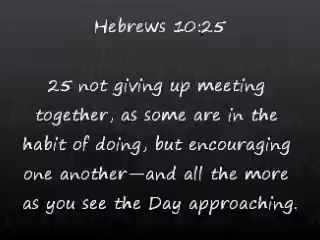 Hebrews 10:25
25 not giving up meeting
together, as some are in the
habit of doing, but encouraging
one another—and all the more
as you see the Day approaching.